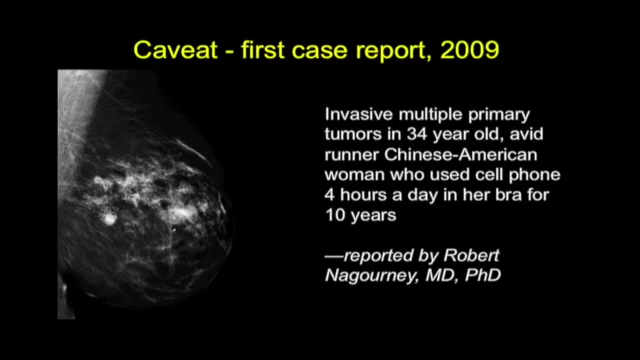 Caveat - first case report, 2009
Invasive multiple primary
tumors in 34 year old, avid
runner Chinese-American
woman who used cell phone
4 hours a day in her bra for
10 years
—reported by Robert
Nagourney, MD, PhD